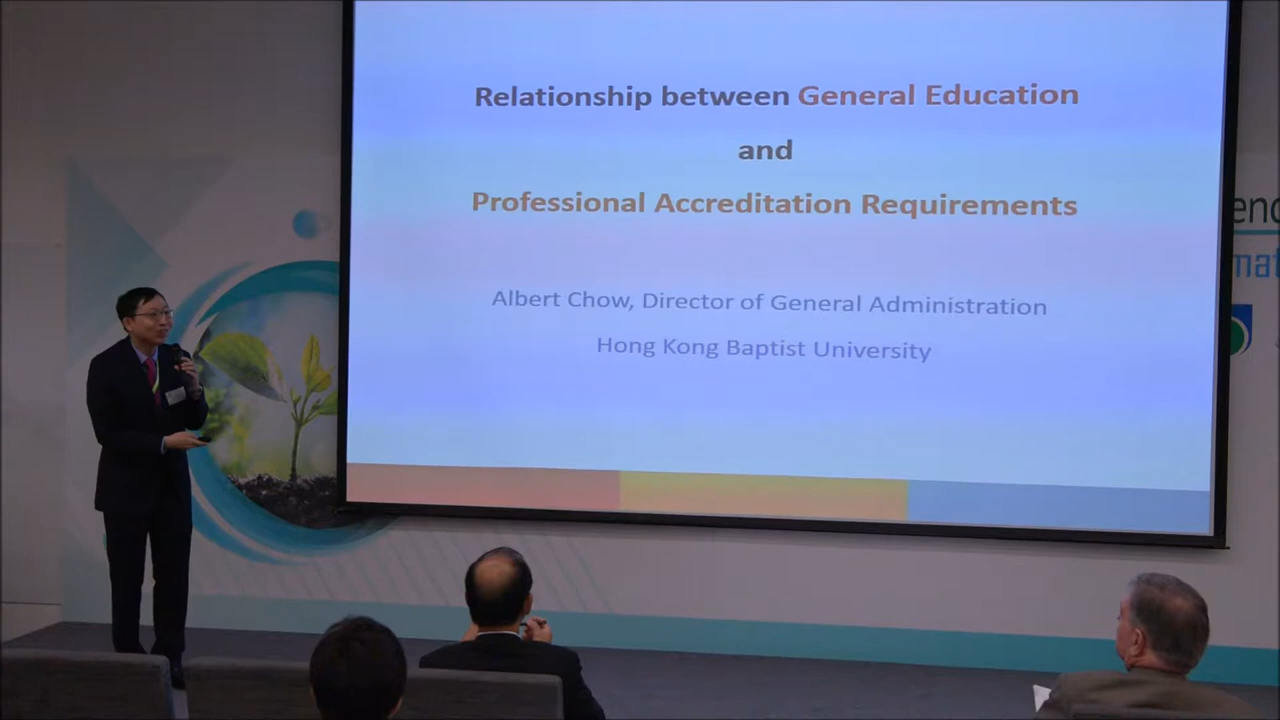 Relationship between General Education
and
Professional Accreditation Requirements
Albert Chow, Director of General Administration
Hong Kong Baptist University